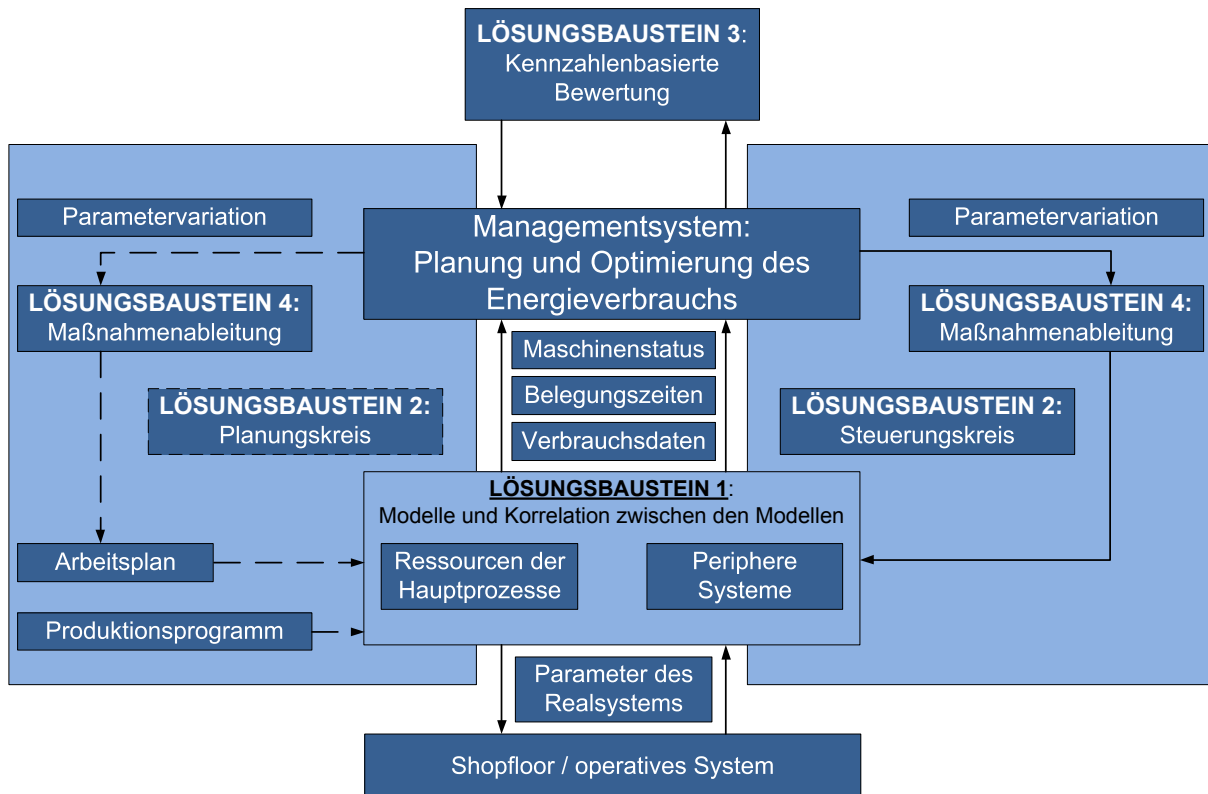 LÖSUNGSBAUSTEIN 3:
Kennzahlenbasierte
Bewertung
Parametervariation
Managementsystem:
Planung und Optimierung des
Energieverbrauchs
Parametervariation
LÖSUNGSBAUSTEIN 4:
Maßnahmenableitung
LÖSUNGSBAUSTEIN 4:
Maßnahmenableitung
Maschinenstatus
Belegungszeiten
Verbrauchsdaten
LÖSUNGSBAUSTEIN 2:
Planungskreis
LÖSUNGSBAUSTEIN 2:
Steuerungskreis
LÖSUNGSBAUSTEIN 1:
Modelle und Korrelation zwischen den Modellen
Ressourcen der
Hauptprozesse
Periphere
Systeme
Arbeitsplan
Produktionsprogramm
Parameter des
Realsystems
Shopfloor / operatives System